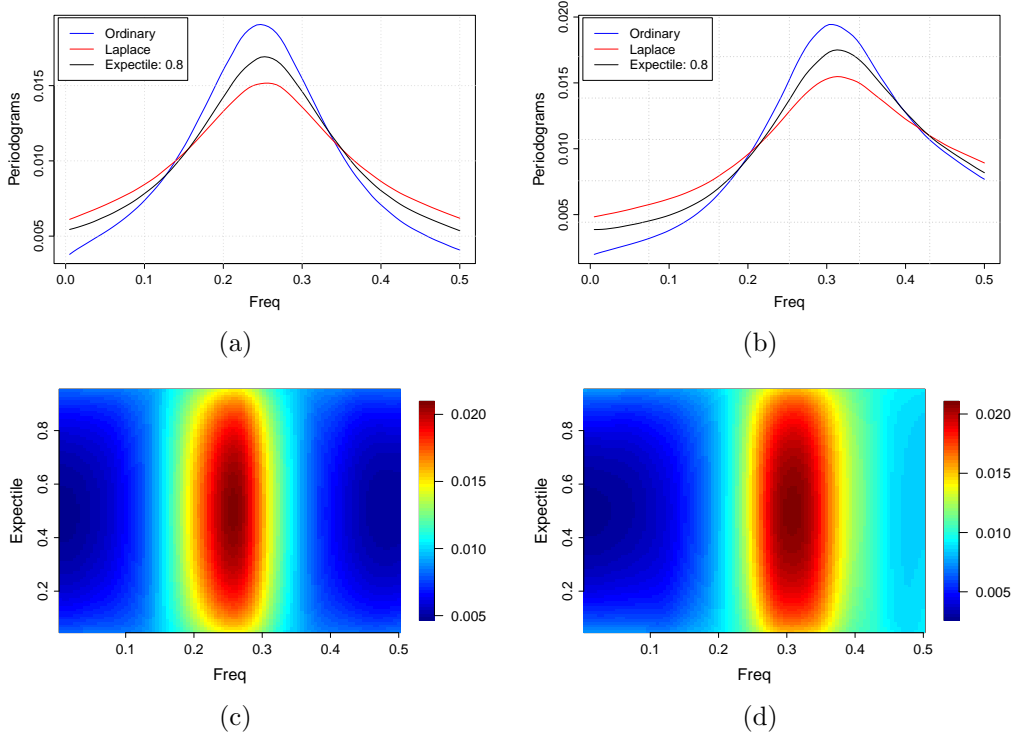 Ordinary
Laplace
Expectile: 0.8
Periodograms
0.005
0.010
0.015
0.0 0.1 0.2 0.3 0.4 0.5
Freq
(a)
Ordinary
Laplace
Expectile: 0.8
Periodograms
0.005
0.010
0.015
0.020
0.0 0.1 0.2 0.3 0.4 0.5
Freq
(b)
Expectile
0.2
0.4
0.6
0.8
0.1 0.2 0.3 0.4 0.5
Freq
0.020
0.015
0.010
0.005
(c)
Expectile
0.2
0.4
0.6
0.8
0.1 0.2 0.3 0.4 0.5
Freq
0.020
0.015
0.010
0.005
(d)